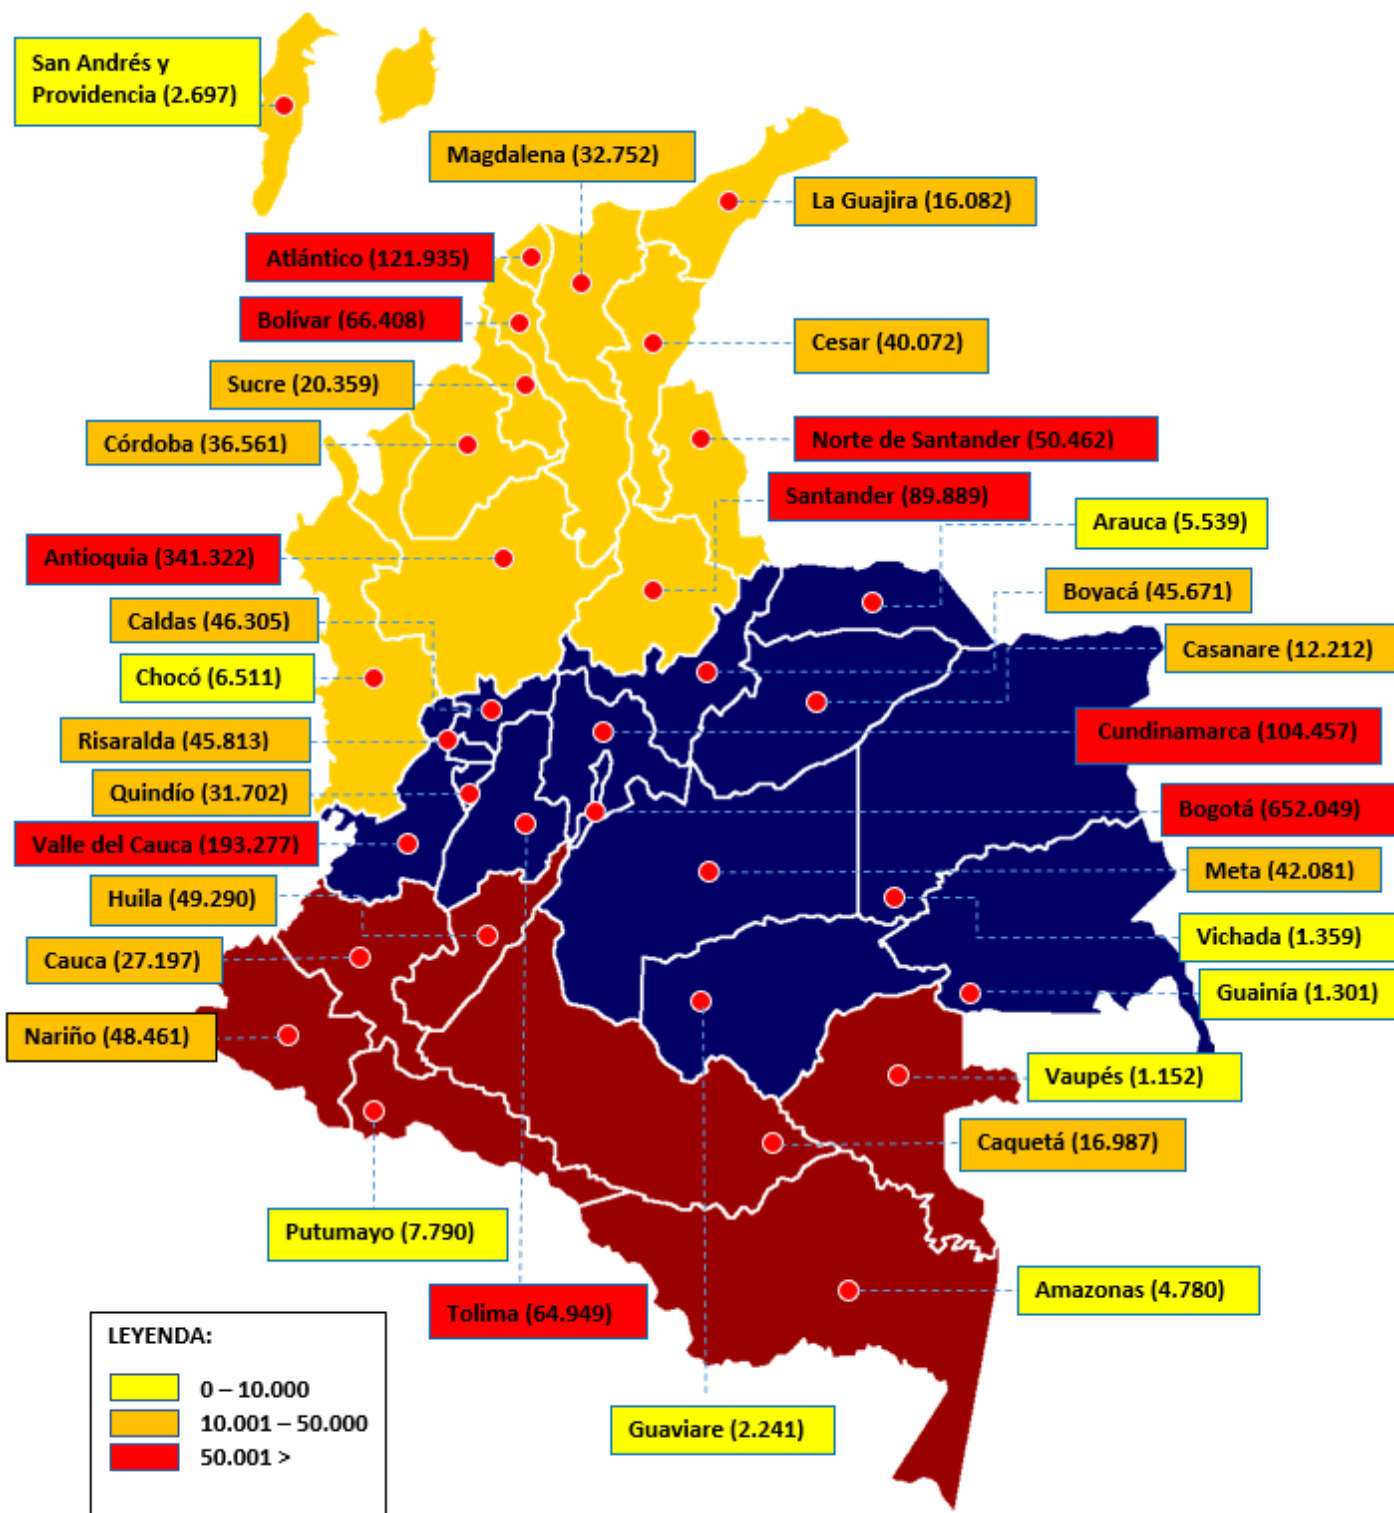 San Andrés y
Providencia (2.697)
Magdalena (32.752)
La Guajira (16.082)
Atlántico (121.935)
Bolívar (66.408)
Cesar (40.072)
Sucre (20.359)
Córdoba (36.561)
Norte de Santander (50.462)
Santander (89.889)
Arauca (5.539)
Antioquia (341.322)
Boyacá (45.671)
Caldas (46.305)
Casanare (12.212)
Chocó (6.511)
Cundinamarca (104.457)
Risaralda (45.813)
Quindío (31.702)
Bogotá (652.049)
Valle del Cauca (193.277)
Meta (42.081)
Huila (49.290)
Vichada (1.359)
Cauca (27.197)
Guainía (1.301)
Nariño (48.461)
Vaupés (1.152)
Caquetá (16.987)
Putumayo (7.790)
Amazonas (4.780)
Tolima (64.949)
Guaviare (2.241)
LEYENDA:
0 – 10.000
10.001 – 50.000
50.001 >